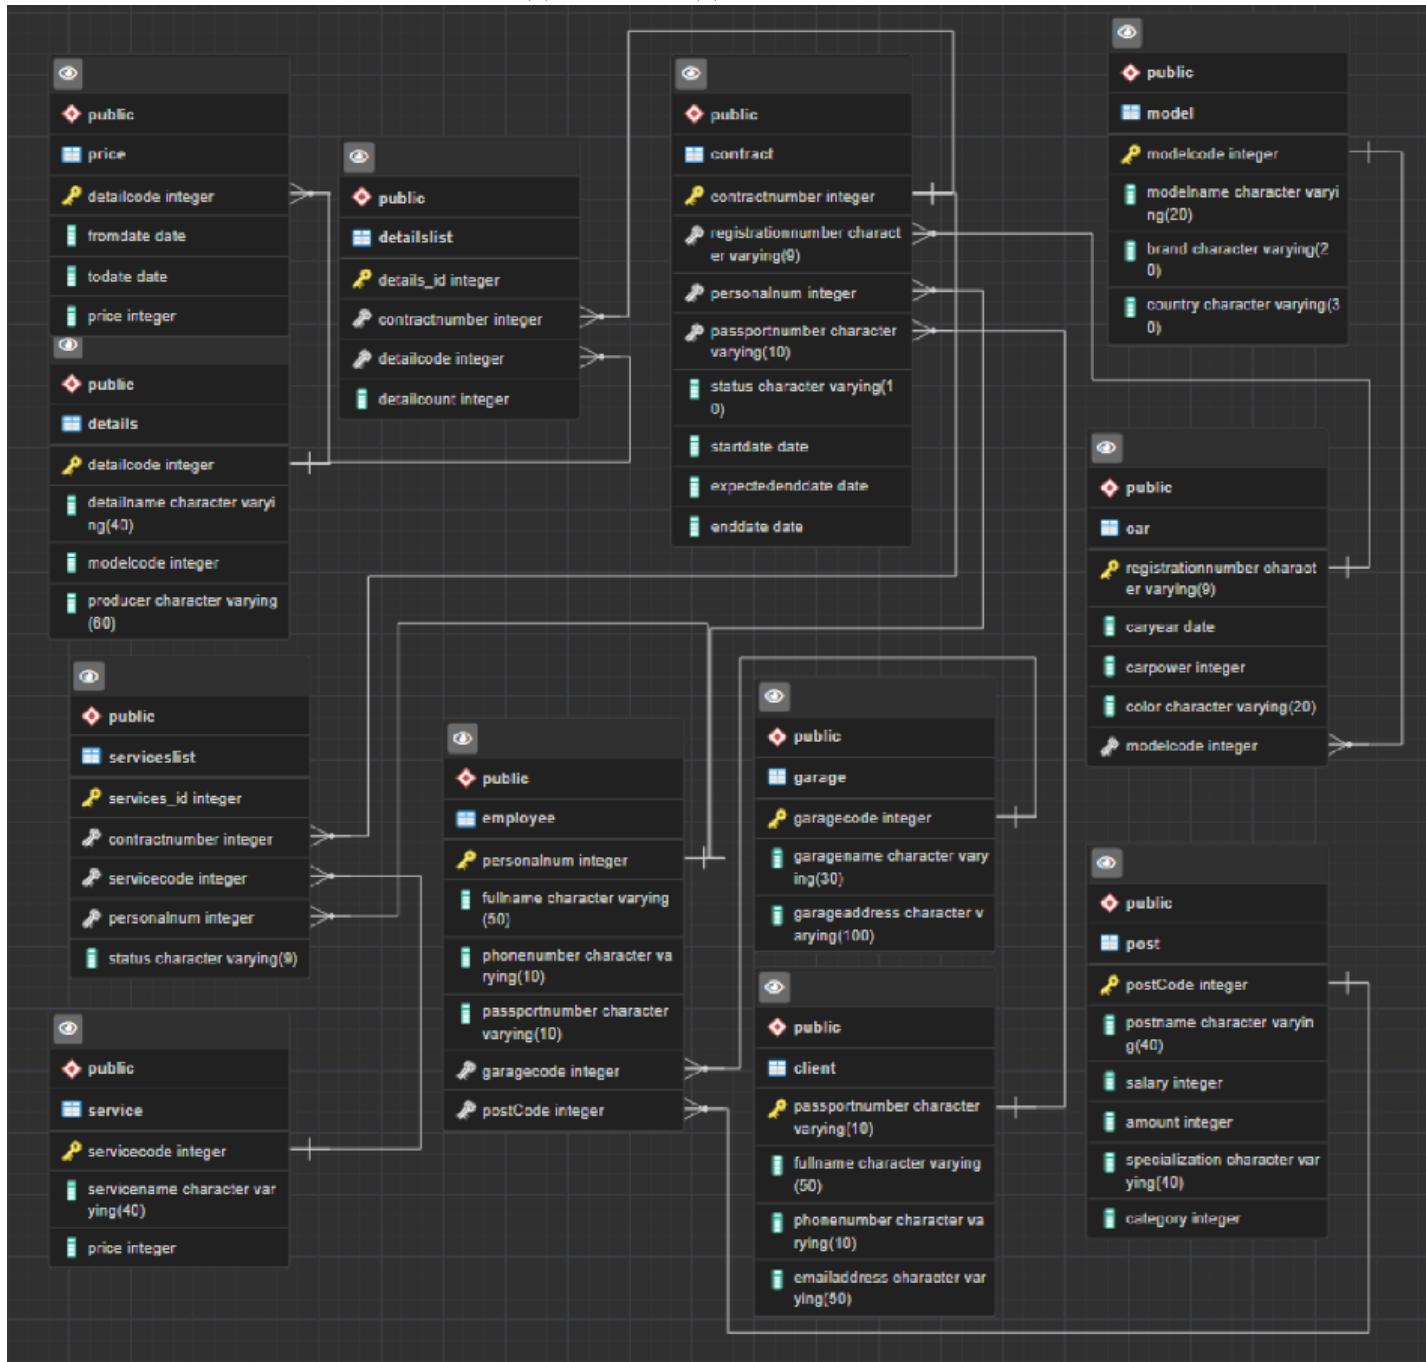 public
price
detailcode integer
fromdate date
todate date
price integer
public
details
detailcode integer
detailname character varyi
ng(40)
modelcode integer
producer character varying
(60)
public
detailslist
details_id integer
contractnumber integer
detailcode integer
detailcount integer
public
contract
contractnumber integer
registrationnumber charact
er varying(9)
personalnum integer
passportnumber character
varying(10)
status character varying(1
0)
startdate date
expectedenddate date
enddate date
public
model
modelcode integer
modelname character varyi
ng(20)
brand character varying(2
0)
country character varying(3
0)
public
car
registrationnumber charact
er varying(9)
caryear date
carpower integer
color character varying(20)
modelcode integer
public
serviceslist
services_id integer
contractnumber integer
servicecode integer
personalnum integer
status character varying(9)
public
employee
personalnum integer
fullname character varying
(50)
phonenumber character va
rying(10)
passportnumber character
varying(10)
garagecode integer
postCode integer
public
garage
garagecode integer
garagename character vary
ing(30)
garageaddress character v
arying(100)
public
service
servicecode integer
servicename character var
ying(40)
price integer
public
client
passportnumber character
varying(10)
fullname character varying
(50)
phonenumber character va
rying(10)
emailaddress character var
ying(50)
public
post
postCode integer
postname character varyin
g(40)
salary integer
amount integer
specialization character var
ying(40)
category integer